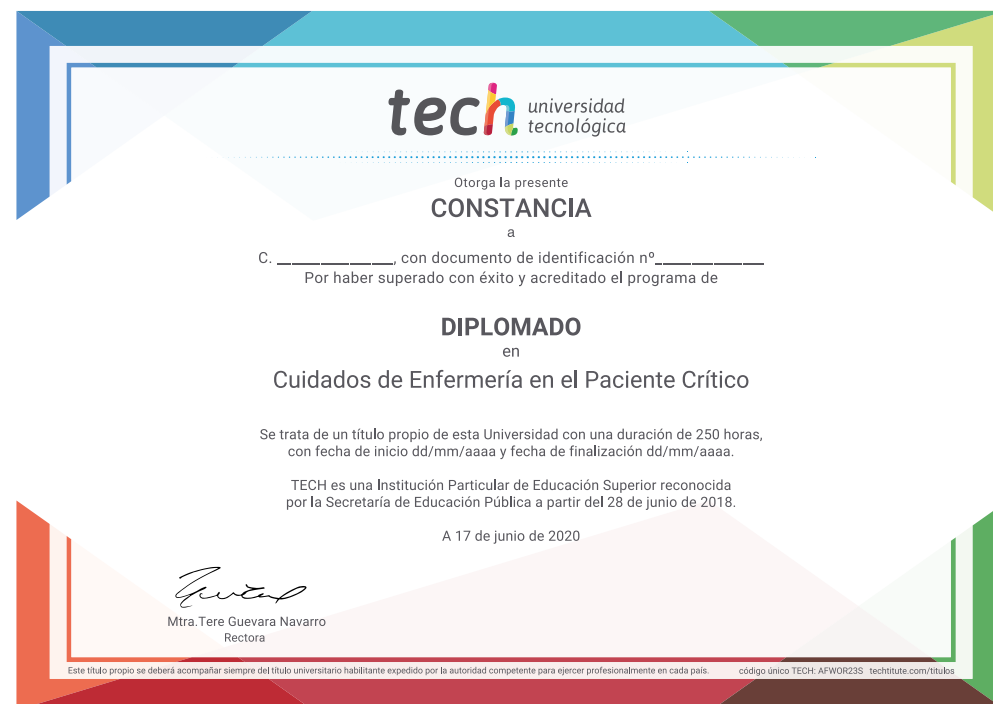 tech universidad
tecnológica
Otorga la presente
CONSTANCIA
a
C. ______________, con documento de identificación nº_____________
Por haber superado con éxito y acreditado el programa de
DIPLOMADO
en
Cuidados de Enfermería en el Paciente Crítico
Se trata de un título propio de esta Universidad con una duración de 250 horas,
con fecha de inicio dd/mm/aaaa y fecha de finalización dd/mm/aaaa.
TECH es una Institución Particular de Educación Superior reconocida
por la Secretaría de Educación Pública a partir del 28 de junio de 2018.
A 17 de junio de 2020
Mtra.Tere Guevara Navarro
Rectora
Este título propio se deberá acompañar siempre del título universitario habilitante expedido por la autoridad competente para ejercer profesionalmente en cada país. código único TECH: AFWOR23S techtitute.com/titulos